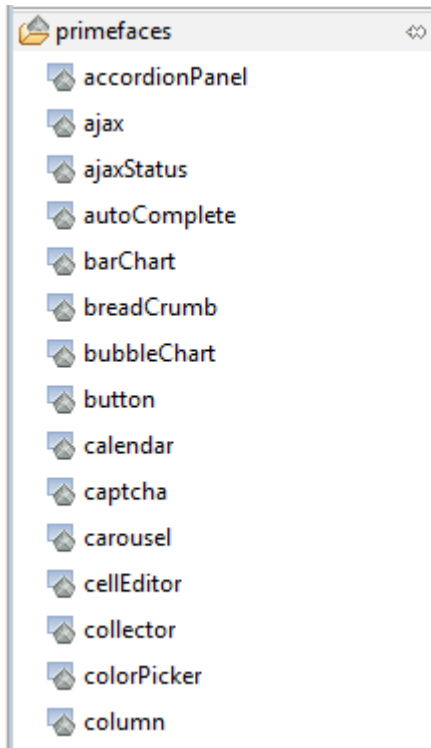 primefaces
accordionPanel
ajax
ajaxStatus
autoComplete
barChart
breadCrumb
bubbleChart
button
calendar
captcha
carousel
cellEditor
collector
colorPicker
column